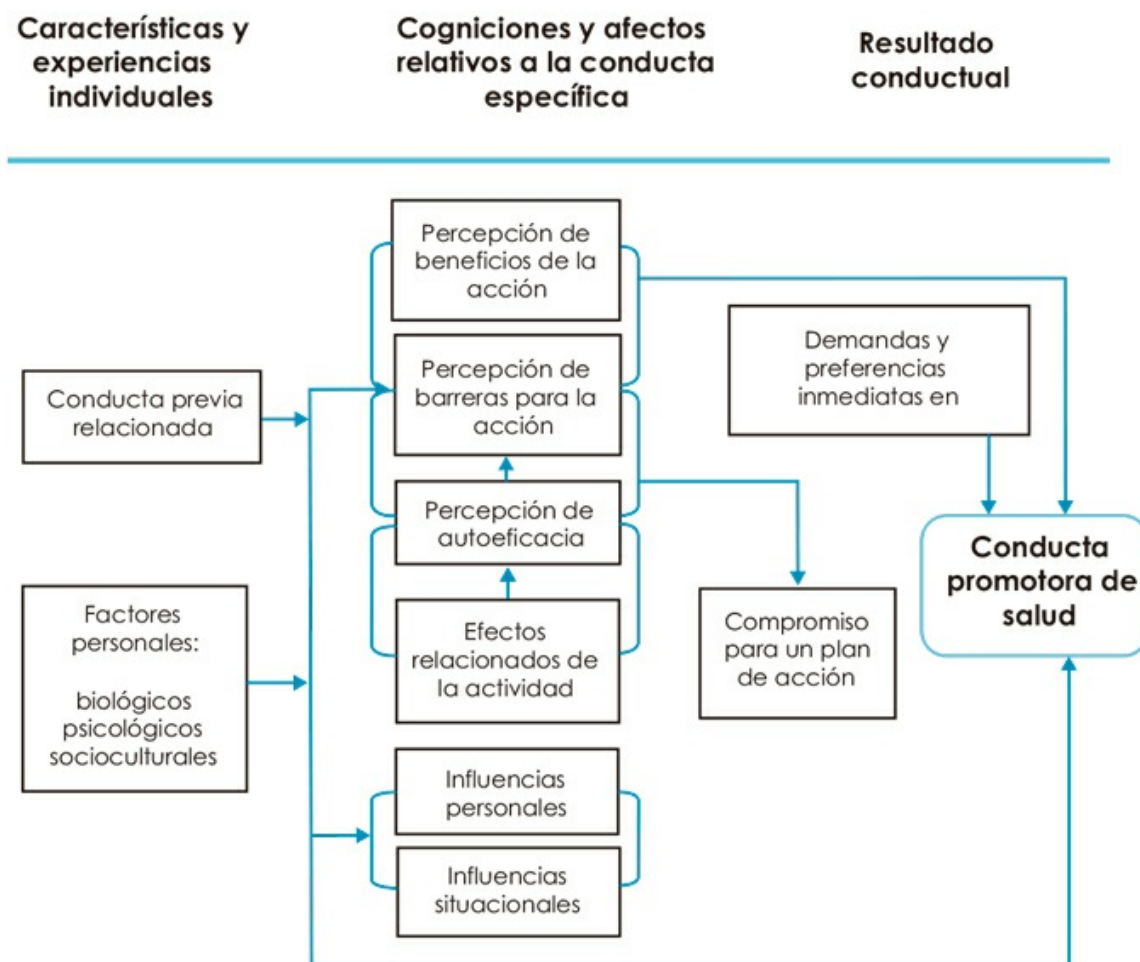 Características y
experiencias
individuales
Cogniciones y afectos
relativos a la conducta
específica
Resultado
conductual
Conducta previa
relacionada
Factores
personales:
biológicos
psicológicos
socioculturales
Percepción de
beneficios de la
acción
Percepción de
barreras para la
acción
Percepción de
autoeficacia
Efectos
relacionados de
la actividad
Influencias
personales
Influencias
situacionales
Demandas y
preferencias
inmediatas en
Compromiso
para un plan
de acción
Conducta
promotora de
salud